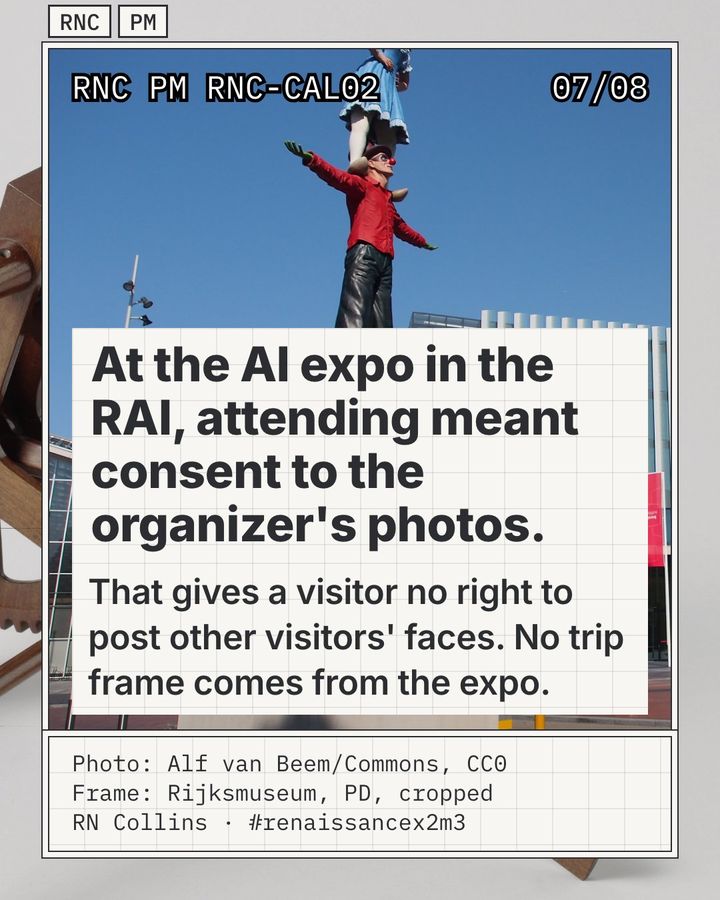 RNC PM
RNC PM RNC-CAL02 07/08
At the AI expo in the
RAI, attending meant
consent to the
organizer's photos.
That gives a visitor no right to
post other visitors' faces. No trip
frame comes from the expo.
Photo: Alf van Beem/Commons, CC0
Frame: Rijksmuseum, PD, cropped
RN Collins · #renaissancex2m3